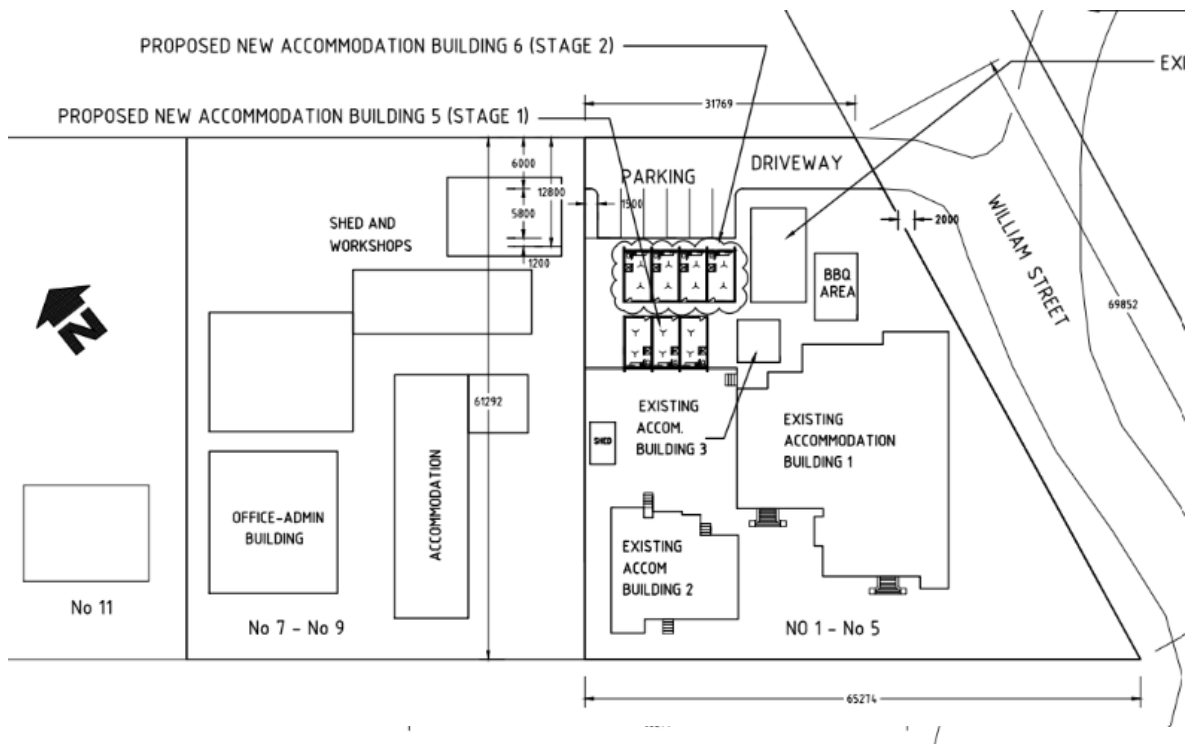 PROPOSED NEW ACCOMMODATION BUILDING 6 (STAGE 2)
EXI
31769
PROPOSED NEW ACCOMMODATION BUILDING 5 (STAGE 1)
6000
12800
5800
1200
PARKING
DRIVEWAY
1500
2000
SHED AND
WORKSHOPS
WILLIAM STREET
69852
BBQ
AREA
N
61292
EXISTING
ACCOM.
BUILDING 3
EXISTING
ACCOMMODATION
BUILDING 1
SHED
ACCOMMODATION
OFFICE-ADMIN
BUILDING
EXISTING
ACCOM
BUILDING 2
No 11
No 7 - No 9
NO 1 - No 5
65274